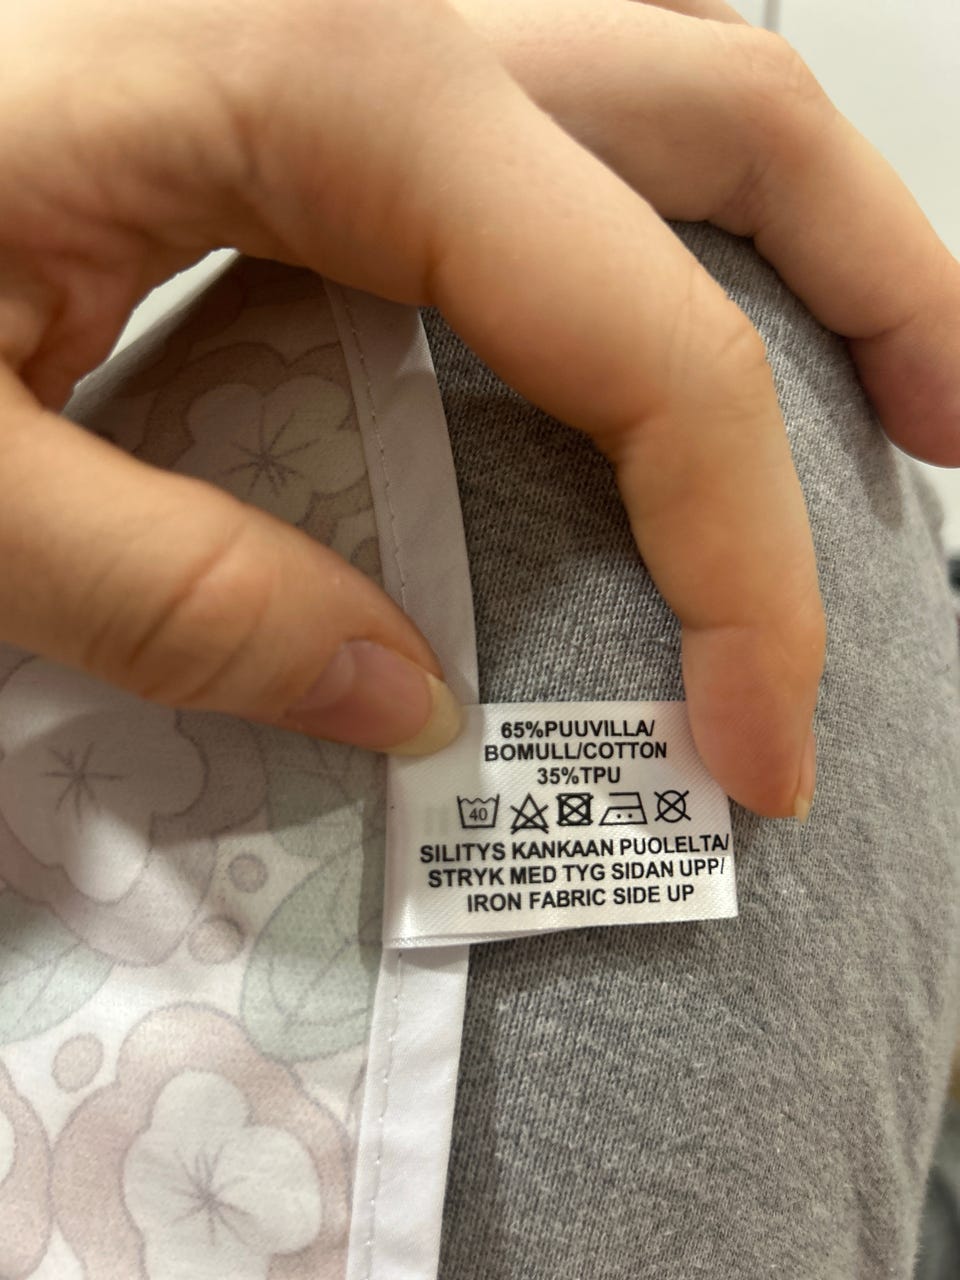 65%PUUVILLA/
BOMULL/COTTON
35%TPU
40
SILITYS KANKAAN PUOLELTA/
STRYK MED TYG SIDAN UPP/
IRON FABRIC SIDE UP